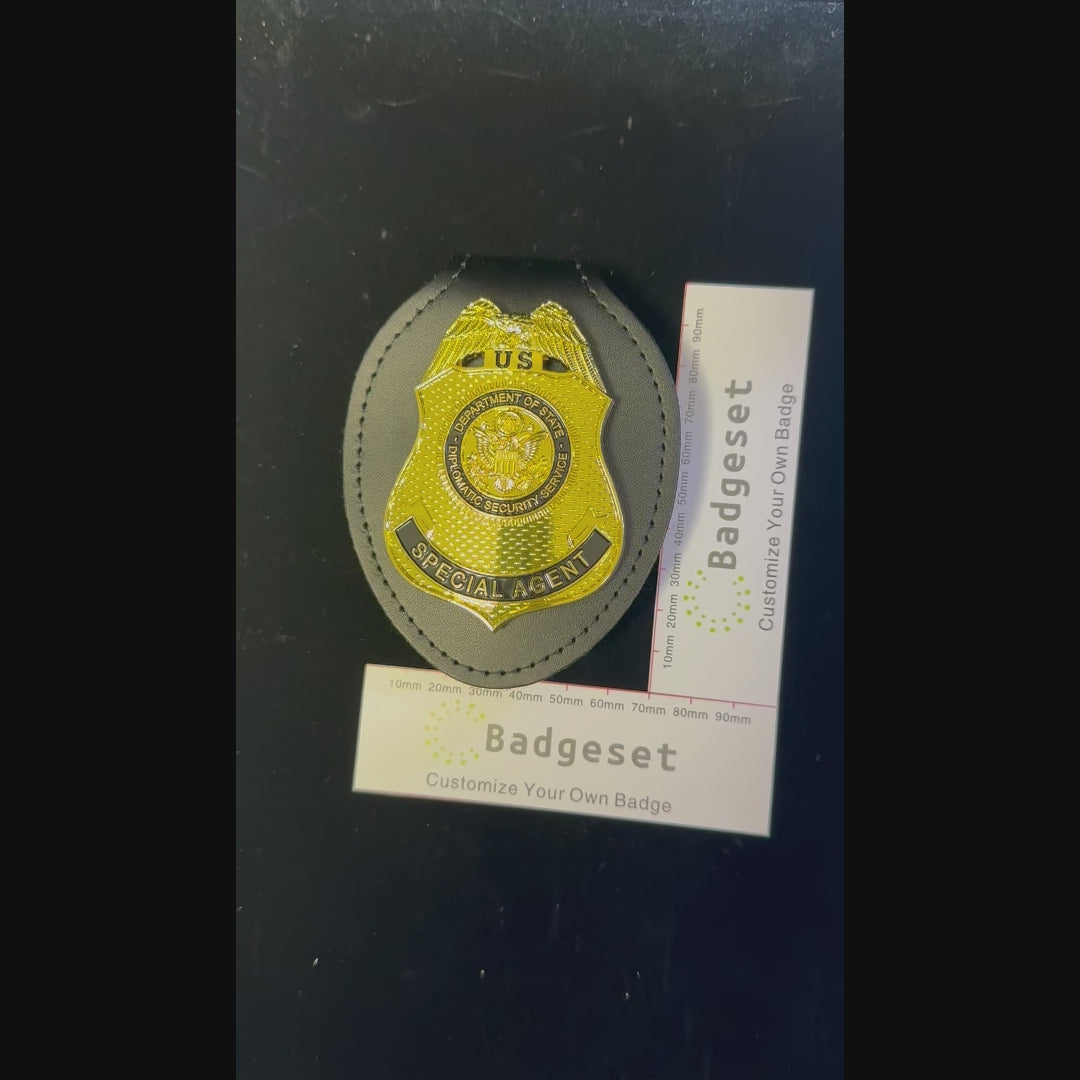 US
DEPARTMENT OF STATE
- DIPLOMATIC SECURITY SERVICE -
SPECIAL AGENT
10mm 20mm 30mm 40mm 50mm 60mm 70mm 80mm 90mm
Badgeset
Customize Your Own Badge
10mm 20mm 30mm 40mm 50mm 60mm 70mm 80mm 90mm
Badgeset
Customize Your Own Badge